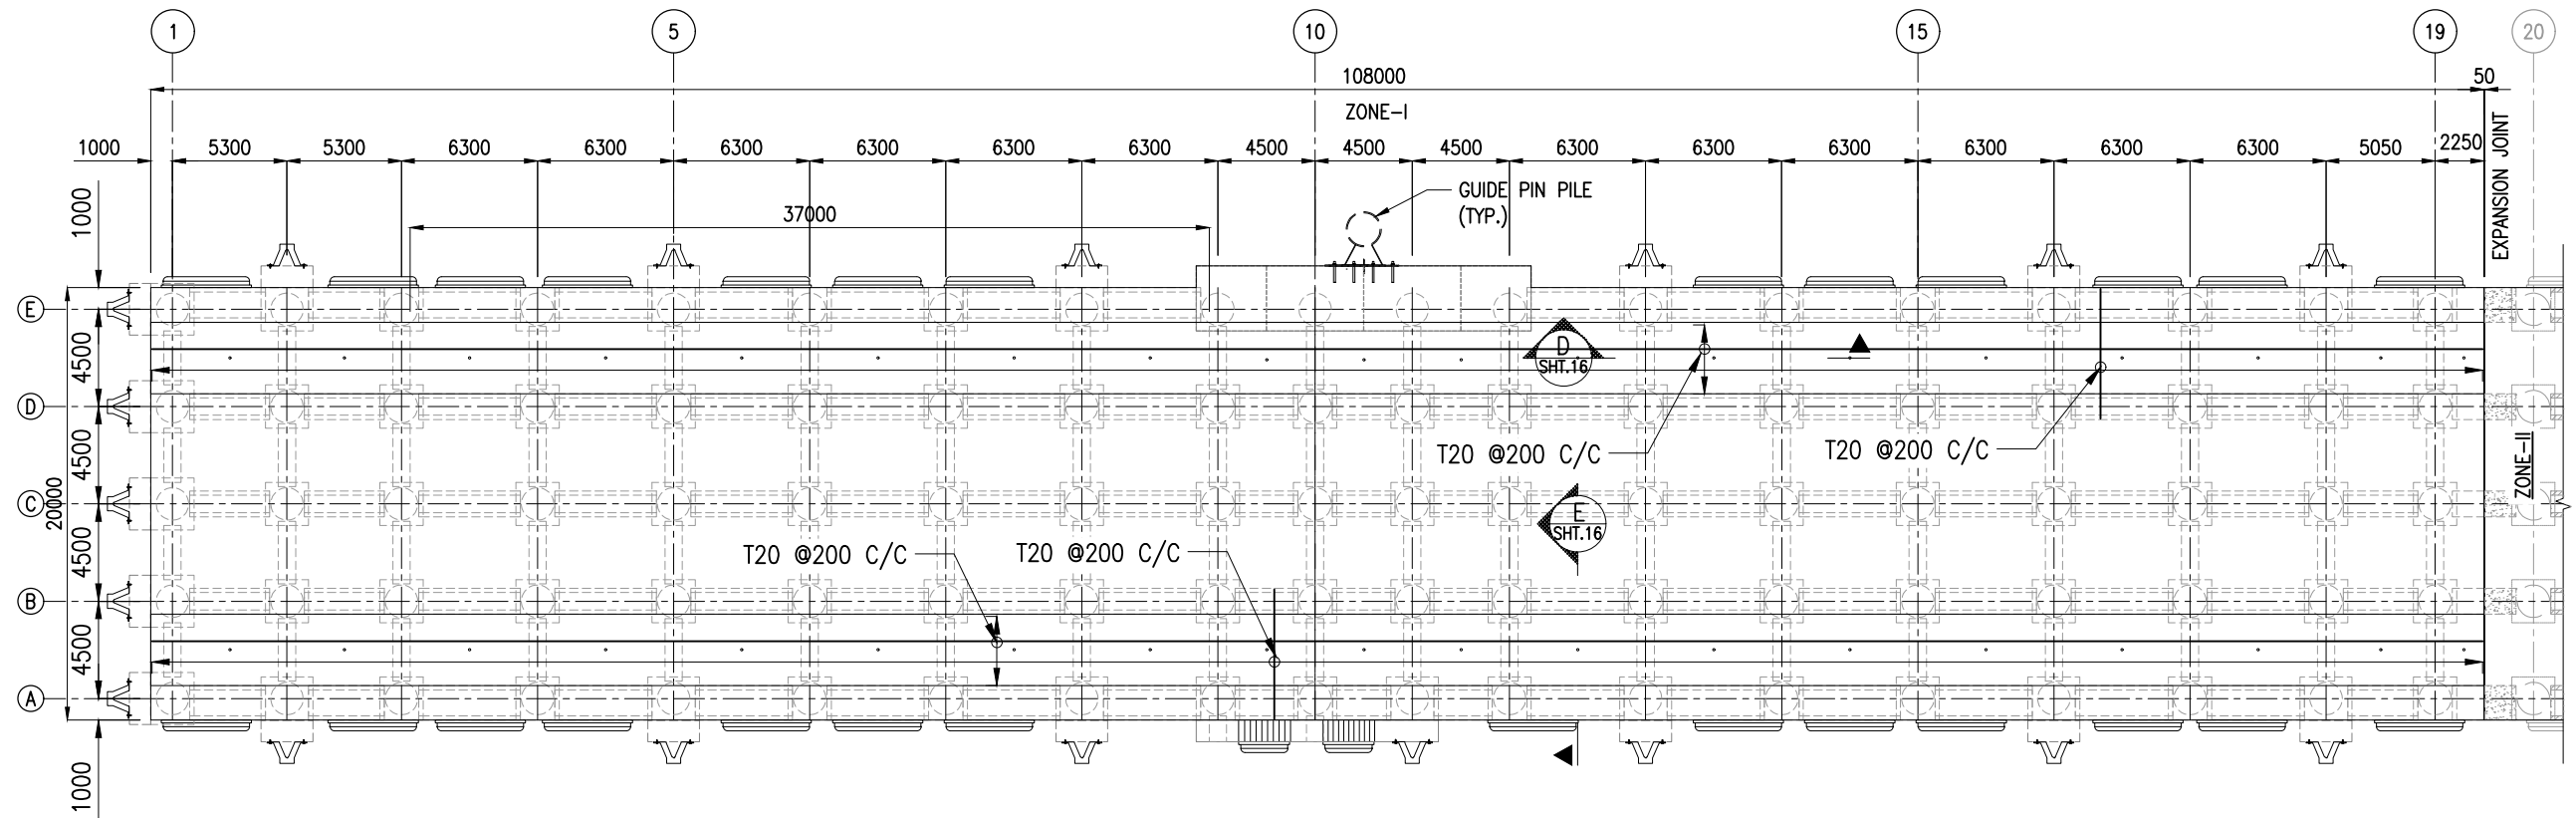 1
5
10
15
19
20
108000
50
ZONE-I
1000
5300
5300
6300
6300
6300
6300
6300
6300
4500
4500
4500
6300
6300
6300
6300
6300
6300
5050
2250
EXPANSION JOINT
1000
37000
GUIDE PIN PILE
(TYP.)
E
4500
D
SHT.16
D
4500
T20 @200 C/C
T20 @200 C/C
ZONE-II
C
20000
E
SHT.16
4500
T20 @200 C/C
T20 @200 C/C
B
4500
A
1000